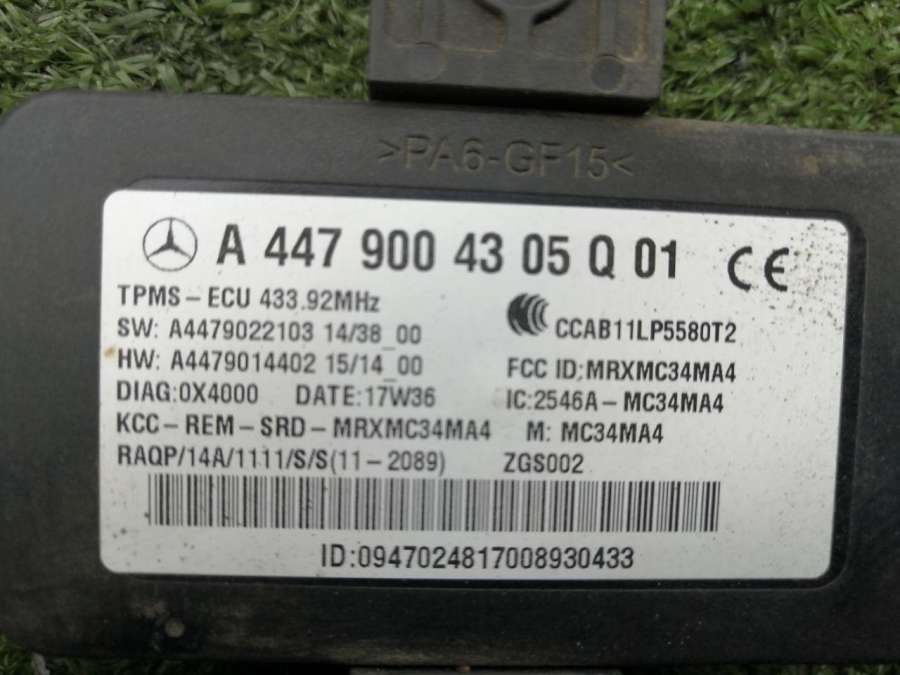 >PA6-GF15<
A 447 900 43 05 Q 01 CE
TPMS-ECU 433.92MHz
SW: A4479022103 14/38_00 CCAB11LP5580T2
HW: A4479014402 15/14_00 FCC ID:MRXMC34MA4
DIAG:0X4000 DATE:17W36 IC:2546A-MC34MA4
KCC-REM-SRD-MRXMC34MA4 M: MC34MA4
RAQP/14A/1111/S/S(11-2089) ZGS002
ID:0947024817008930433